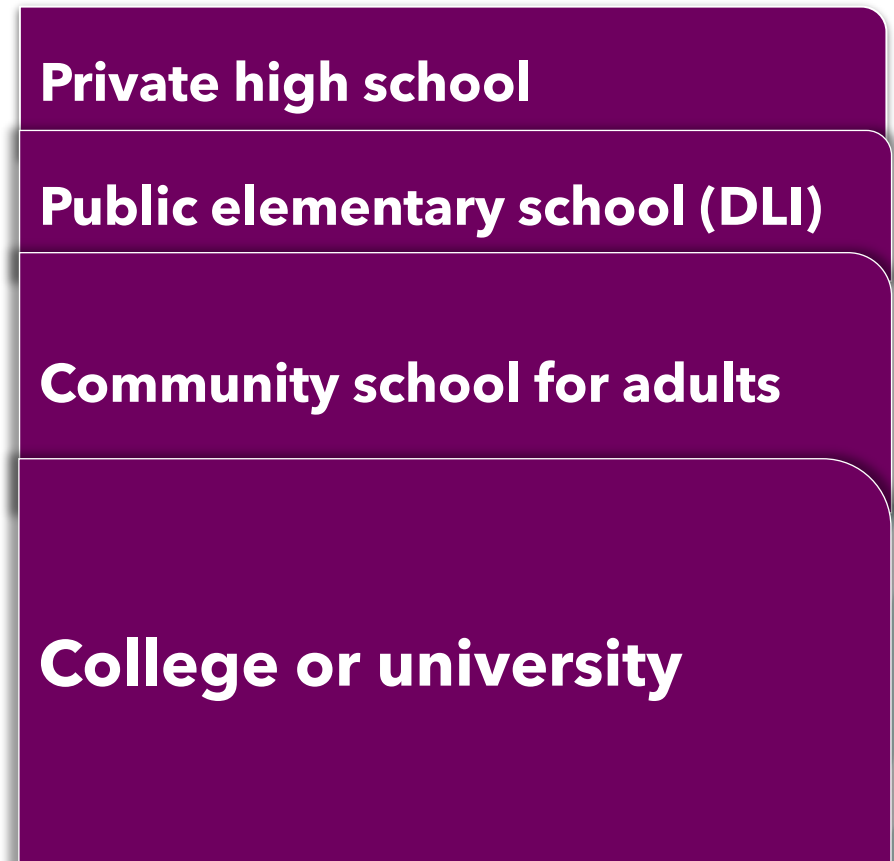 Private high school
Public elementary school (DLI)
Community school for adults
College or university